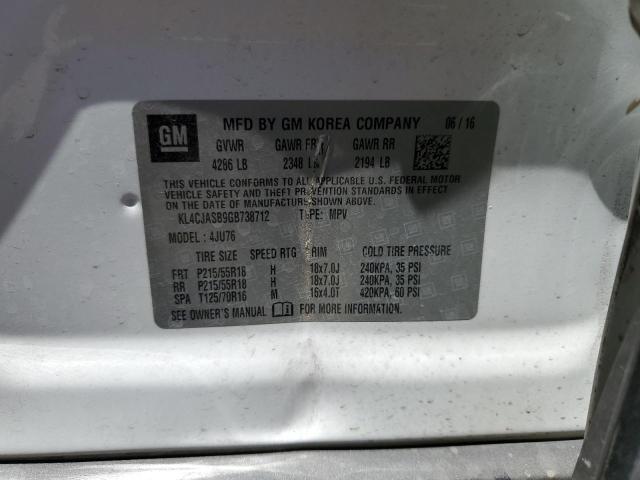 GM MFD BY GM KOREA COMPANY 06 / 16
GVWR GAWR FRT GAWR RR
4286 LB 2348 LB 2194 LB
THIS VEHICLE CONFORMS TO ALL APPLICABLE U.S. FEDERAL MOTOR
VEHICLE SAFETY AND THEFT PREVENTION STANDARDS IN EFFECT
ON THE DATE OF MANUFACTURE SHOWN ABOVE.
KL4CJASB9GB738712 TYPE: MPV
MODEL : 4JU76
TIRE SIZE SPEED RTG RIM COLD TIRE PRESSURE
FRT P215/55R18 H 18x7.0J 240KPA, 35 PSI
RR P215/55R18 H 18x7.0J 240KPA, 35 PSI
SPA T125/70R16 M 16x4.0T 420KPA, 60 PSI
SEE OWNER'S MANUAL FOR MORE INFORMATION.